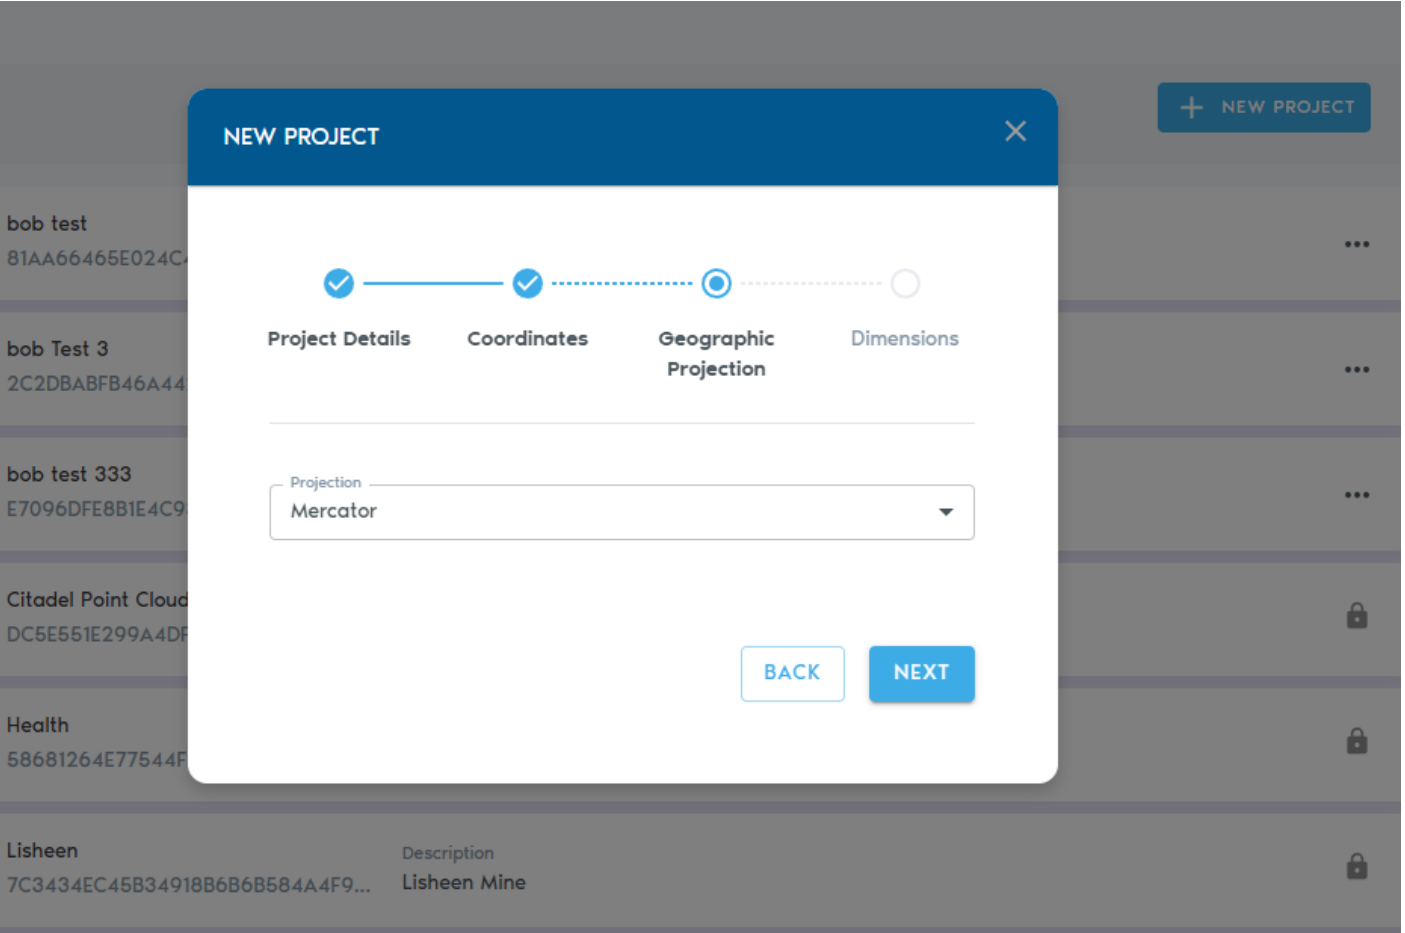 NEW PROJECT
NEW PROJECT
Project Details
Coordinates
Geographic
Projection
Dimensions
Projection
Mercator
BACK
NEXT
bob test
81AA66465E024C
bob Test 3
2C2DBABFB46A44
bob test 333
E7096DFE8B1E4C9
Citadel Point Cloud
DC5E551E299A4DF
Health
58681264E77544F
Lisheen
7C3434EC45B34918B6B6B584A4F9...
Description
Lisheen Mine